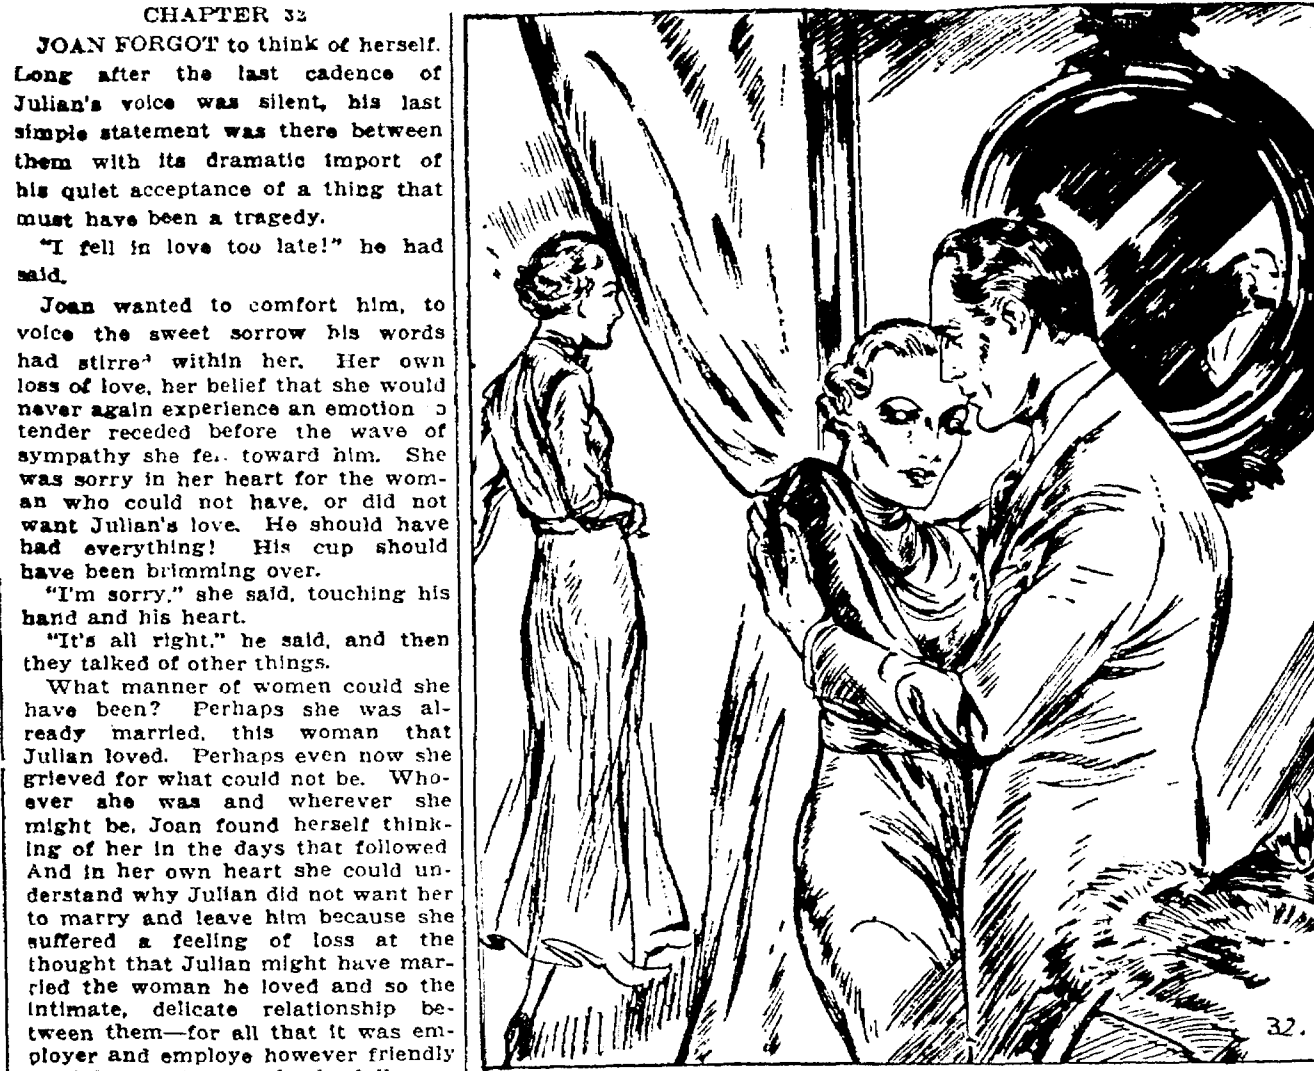 CHAPTER 32
JOAN FORGOT to think of herself.
Long after the last cadence of
Julian's voice was silent, his last
simple statement was there between
them with its dramatic import of
his quiet acceptance of a thing that
must have been a tragedy.
"I fell in love too late!" he had
said.
Joan wanted to comfort him, to
voice the sweet sorrow his words
had within her. Her own
loss of love, her belief that she would
never again experience an emotion
tender receded before the wave of
sympathy she toward him. She
was sorry in her heart for the wom-
an who could not have, or did not
want Julian's love. He should have
had everything! His cup should
have been brimming over.
"I'm sorry," she said, touching his
hand and his heart.
"It's all right," he said, and then
they talked of other things.
What manner of women could she
have been? Perhaps she was al-
ready married, this woman that
Julian loved. Perhaps even now she
grieved for what could not be. Who-
ever she was and wherever she
might be, Joan found herself think-
ing of her in the days that followed
And in her own heart she could un-
derstand why Julian did not want her
to marry and leave him because she
suffered a feeling of loss at the
thought that Julian might have mar-
ried the woman he loved and so the
intimate, delicate relationship be-
tween them—for all that it was em-
ployer and employe however friendly
32.